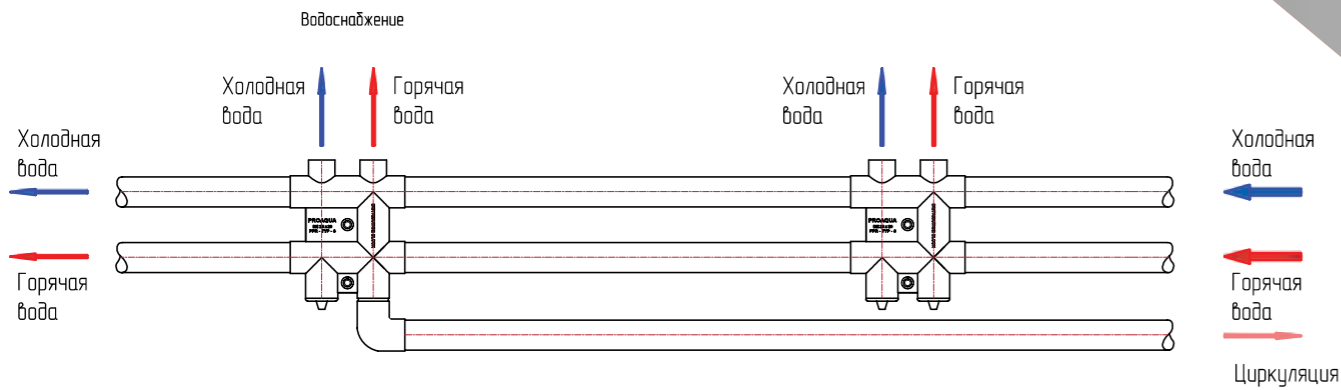 Водоснабжение
Холодная
вода
Горячая
вода
Холодная
вода
Горячая
вода
Холодная
вода
Холодная
вода
PROAQUA
PROAQUA
Горячая
вода
Горячая
вода
Циркуляция